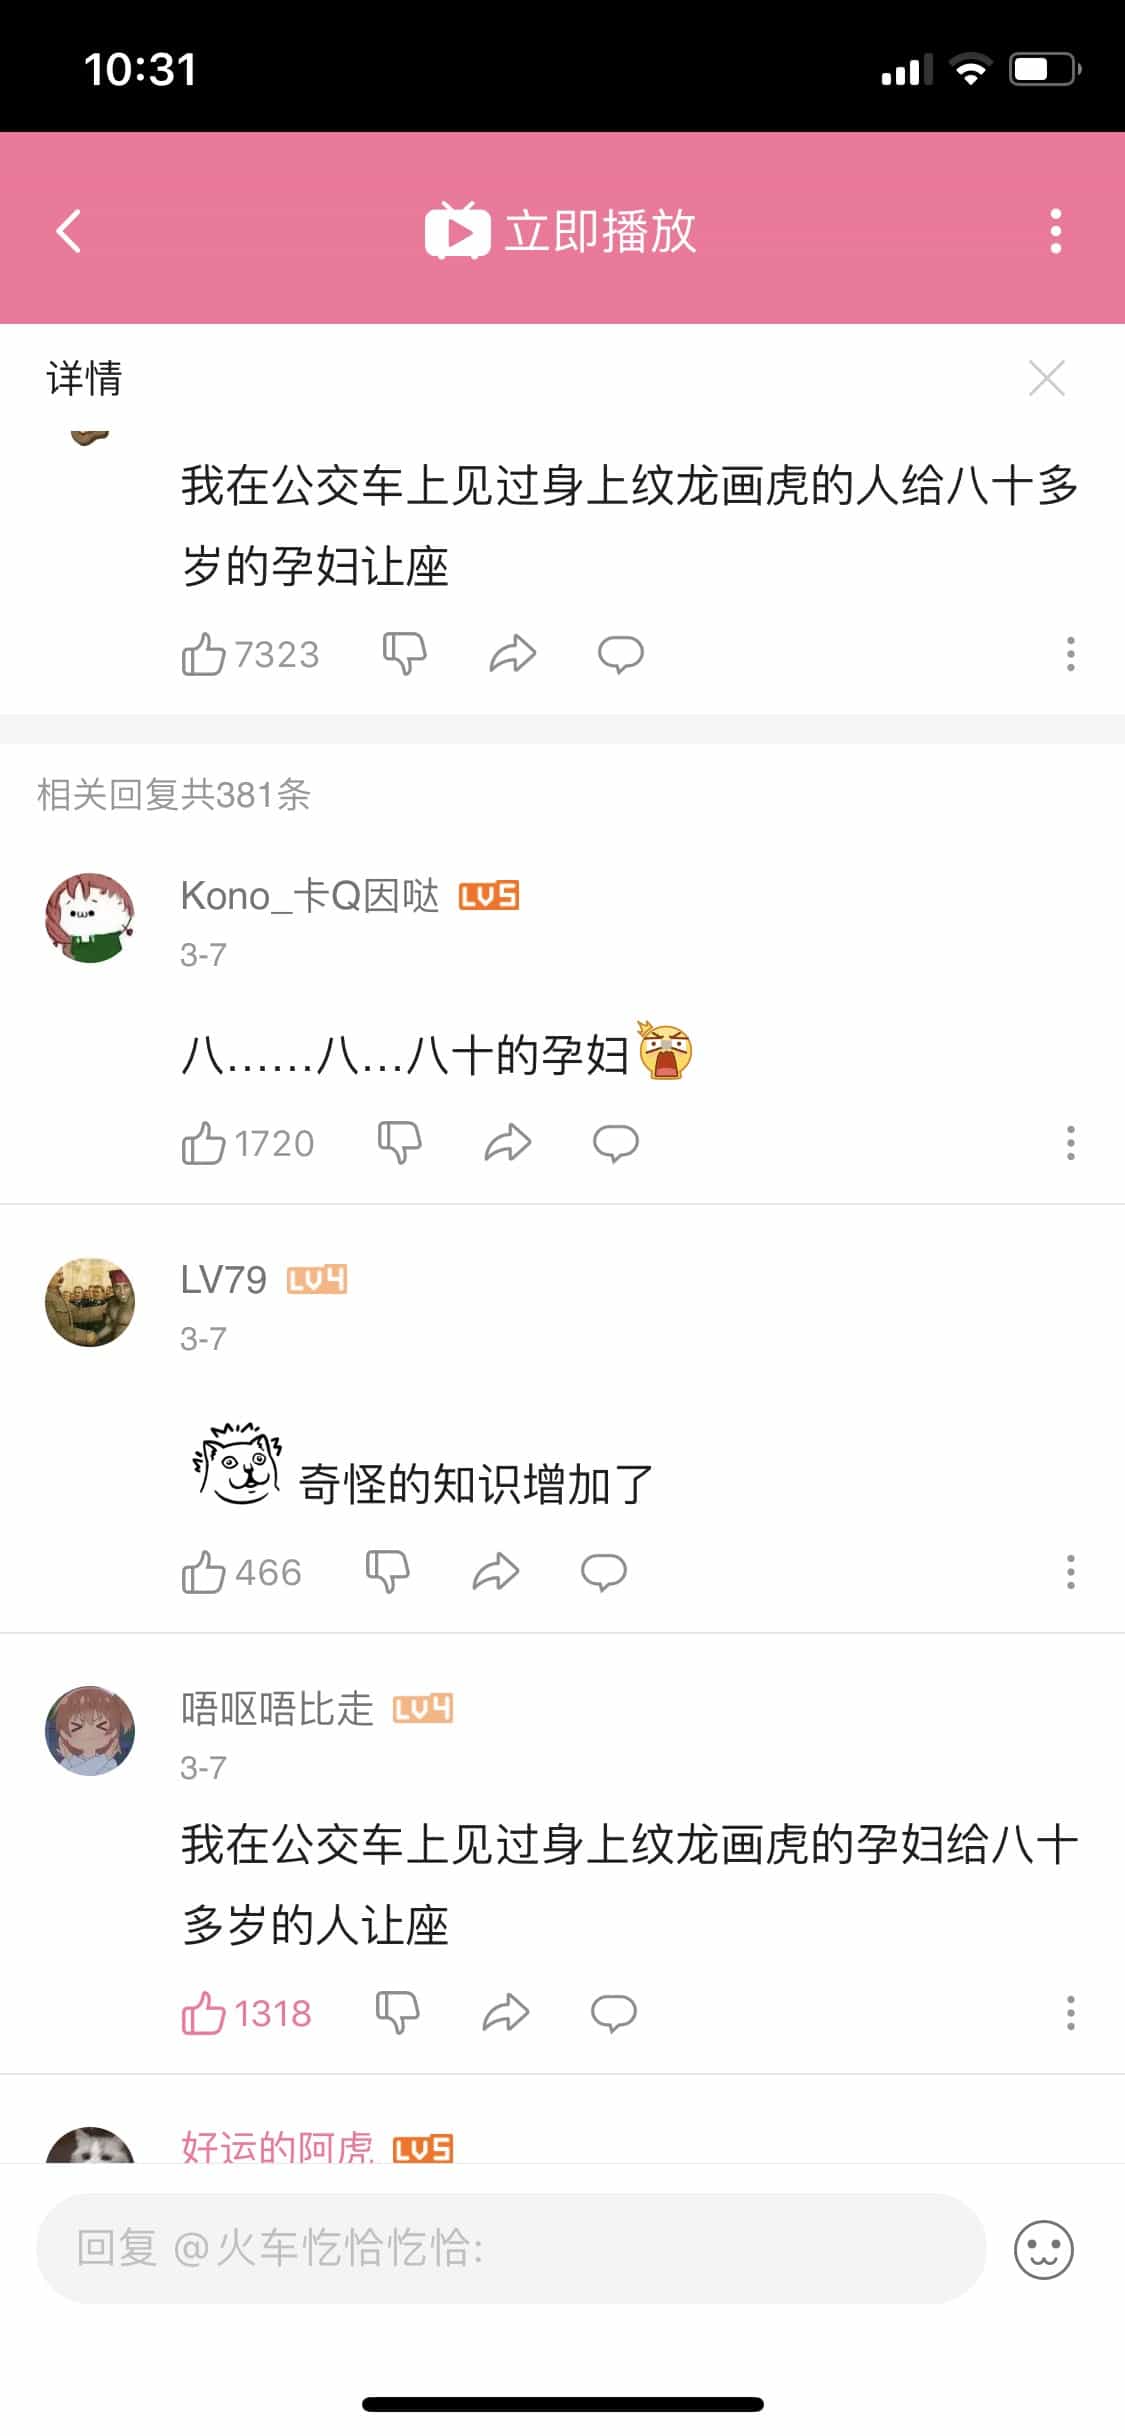 10:31
立即播放
详情
我在公交车上见过身上纹龙画虎的人给八十多
岁的孕妇让座
7323
相关回复共381条
Kono_卡Q因哒 LV5
3-7
八……八…八十的孕妇
1720
LV79 LV4
3-7
奇怪的知识增加了
466
唔呕唔比走 LV4
3-7
我在公交车上见过身上纹龙画虎的孕妇给八十
多岁的人让座
1318
好运的阿虎 LV5
回复 @火车忔恰忔恰: